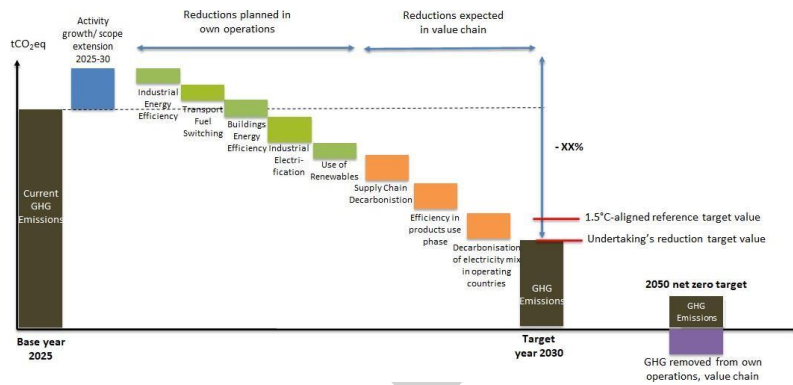 Activity
growth/ scope
extension
2025-30
Reductions planned in
own operations
Reductions expected
in value chain
tCO2eq
Industrial
Energy
Efficiency
Transport
Fuel
Switching
Buildings
Energy
Efficiency
Industrial
Electri-
fication
Use of
Renewables
Supply Chain
Decarbonistion
Efficiency in
products use
phase
Decarbonisation
of electricity mix
in operating
countries
- XX%
1.5°C-aligned reference target value
Undertaking's reduction target value
Current
GHG
Emissions
GHG
Emissions
2050 net zero target
GHG
Emissions
Base year
2025
Target
year 2030
GHG removed from own
operations, value chain